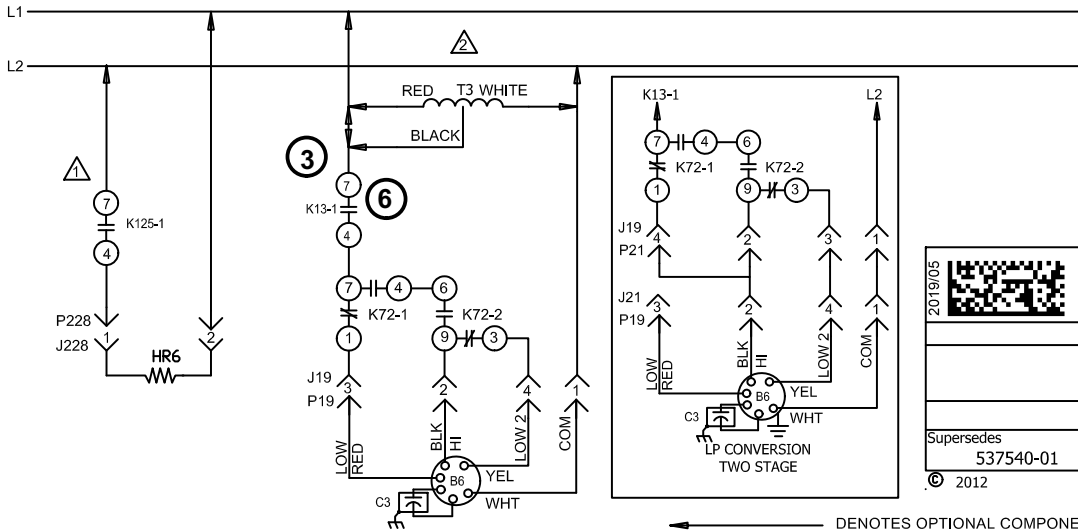 L1
L2
2
RED T3 WHITE
BLACK
1
3
6
7
K125-1
4
P228
1
2
J228
HR6
7
K13-1
4
7
4
6
K72-1
K72-2
1
9
3
J19
3
2
4
1
P19
LOW
RED
BLK
HI
LOW 2
COM
YEL
B6
C3
WHT
K13-1
L2
7
4
6
K72-1
K72-2
1
9
3
J19
4
2
3
1
P21
J21
3
2
4
1
P19
LOW
RED
BLK
HI
LOW 2
COM
YEL
B6
C3
WHT
LP CONVERSION
TWO STAGE
2019/05
Supersedes
537540-01
© 2012
DENOTES OPTIONAL COMPONE